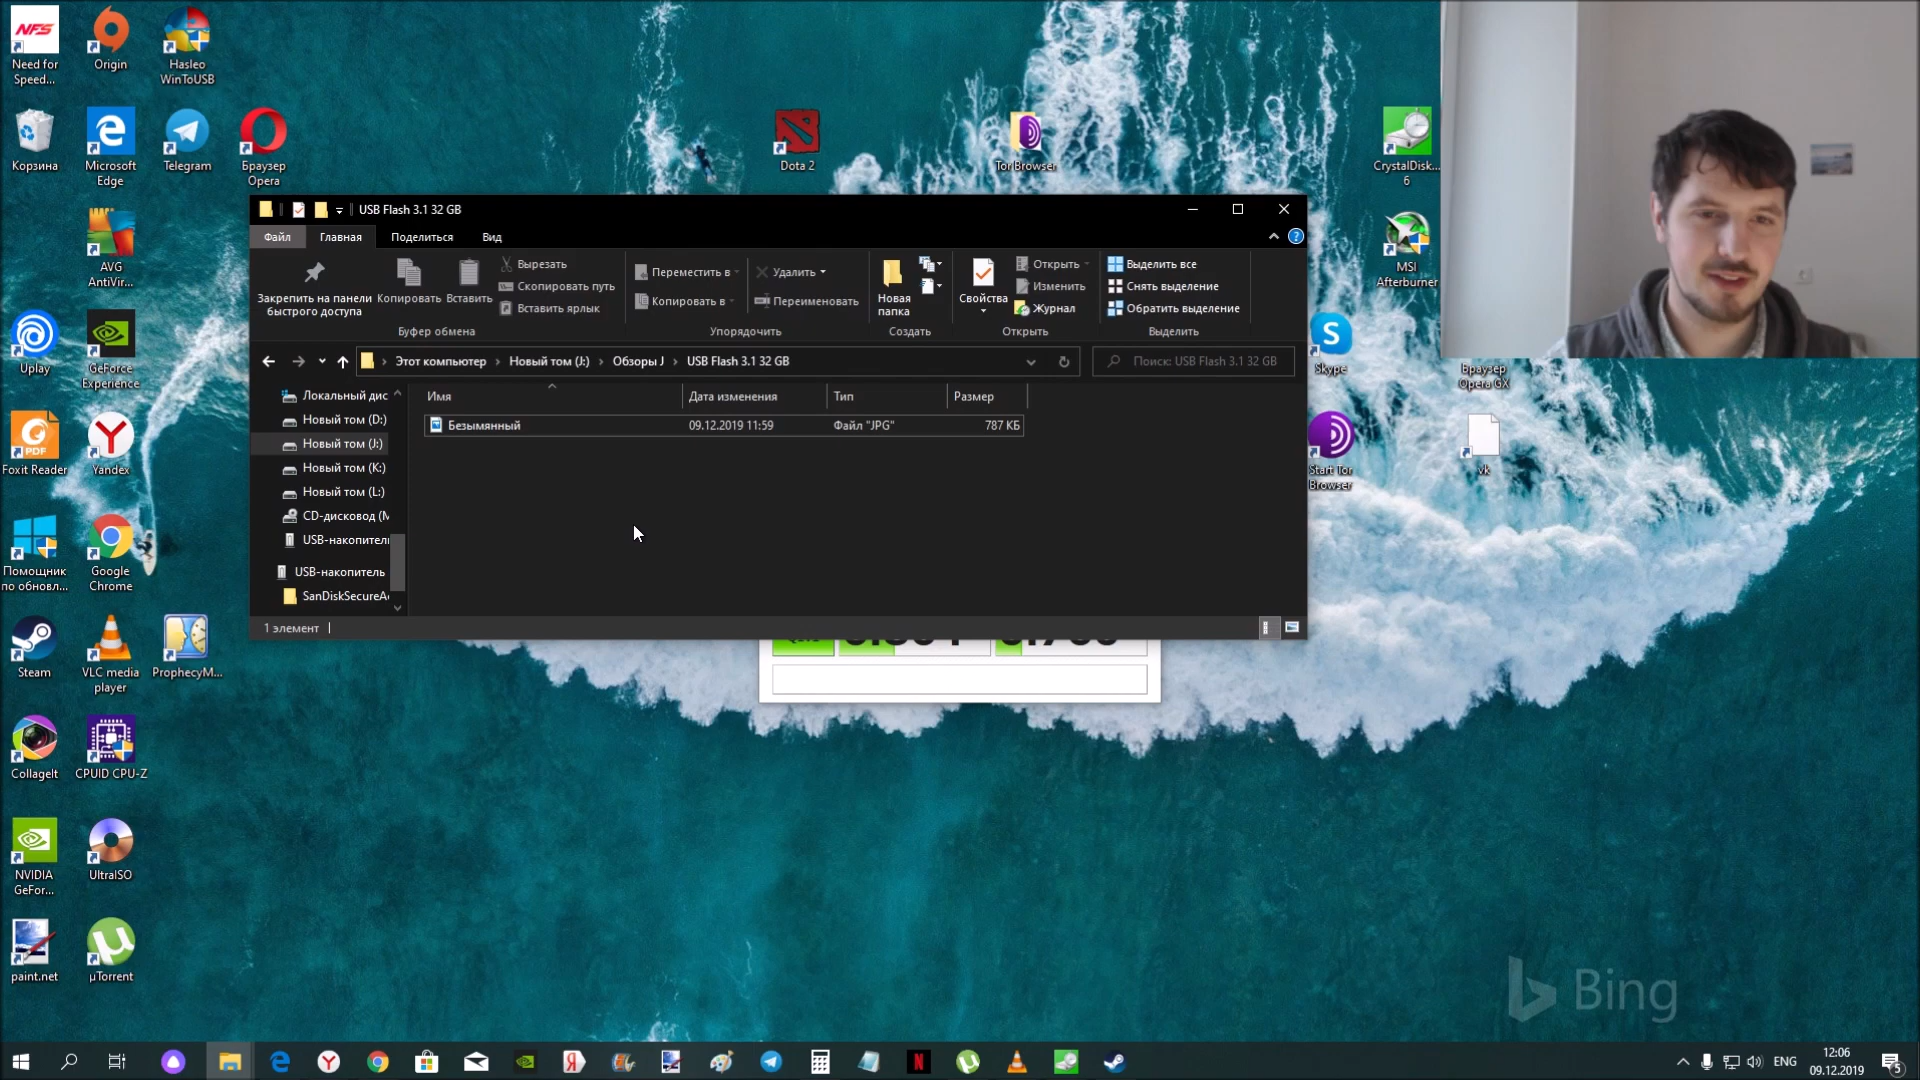 NFS
Need for
Speed...
Origin
Hasleo
WinToUSB
Корзина
Microsoft
Edge
Telegram
Браузер
Opera
Dota 2
Tor Browser
CrystalDisk...
6
AVG
AntiVir...
MSI
Afterburner
Uplay
GeForce
Experience
Skype
Браузер
Opera GX
PDF
Foxit Reader
Yandex
Start Tor
Browser
vk
Помощник
по обновл...
Google
Chrome
Steam
VLC media
player
ProphecyM...
CollageIt
CPUID CPU-Z
NVIDIA
GeFor...
UltraISO
paint.net
µTorrent
USB Flash 3.1 32 GB
Файл
Главная
Поделиться
Вид
Закрепить на панели
быстрого доступа
Копировать
Вставить
Вырезать
Скопировать путь
Вставить ярлык
Буфер обмена
Переместить в
Копировать в
Удалить
Переименовать
Упорядочить
Новая
папка
Создать
Свойства
Открыть
Изменить
Журнал
Открыть
Выделить все
Снять выделение
Обратить выделение
Выделить
Этот компьютер
Новый том (J:)
Обзоры J
USB Flash 3.1 32 GB
Поиск: USB Flash 3.1 32 GB
Локальный дис
Новый том (D:)
Новый том (J:)
Новый том (K:)
Новый том (L:)
CD-дисковод (M
USB-накопител
USB-накопитель
SanDiskSecureA
Имя
Дата изменения
Тип
Размер
Безымянный
09.12.2019 11:59
Файл "JPG"
787 КБ
1 элемент
Bing
ENG
12:06
09.12.2019
5